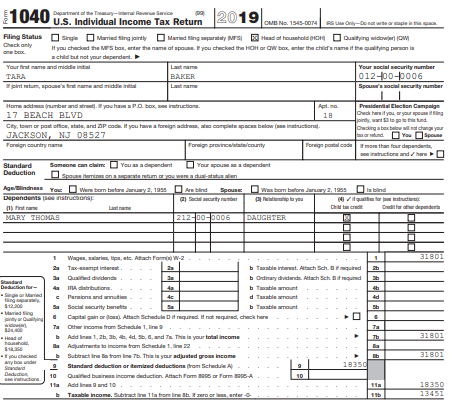 Form 1040 Department of the Treasury—Internal Revenue Service (99) U.S. Individual Income Tax Return 2019 OMB No. 1545-0074 IRS Use Only—Do not write or staple in this space.
Filing Status Single Married filing jointly Married filing separately (MFS) Head of household (HOH) Qualifying widow(er) (QW)
Check only one box. If you checked the MFS box, enter the name of spouse. If you checked the HOH or QW box, enter the child's name if the qualifying person is
a child but not your dependent.
Your first name and middle initial Last name Your social security number
TARA BAKER 012-00-0006
If joint return, spouse's first name and middle initial Last name Spouse's social security number
Home address (number and street). If you have a P.O. box, see instructions. Apt. no. Presidential Election Campaign
17 BEACH BLVD 18 Check here if you, or your spouse if filing jointly, want $3 to go to this fund.
City, town or post office, state, and ZIP code. If you have a foreign address, also complete spaces below (see instructions). Checking a box below will not change your tax or refund. You Spouse
JACKSON, NJ 08527
Foreign country name Foreign province/state/county Foreign postal code If more than four dependents, see instructions and ✓ here
Standard Deduction Someone can claim: You as a dependent Your spouse as a dependent
Spouse itemizes on a separate return or you were a dual-status alien
Age/Blindness You: Were born before January 2, 1955 Are blind Spouse: Was born before January 2, 1955 Is blind
Dependents (see instructions): (2) Social security number (3) Relationship to you (4) ✓ if qualifies for (see instructions):
(1) First name Last name Child tax credit Credit for other dependents
MARY THOMAS 212-00-0006 DAUGHTER
1 Wages, salaries, tips, etc. Attach Form(s) W-2 1 31801
2a Tax-exempt interest 2a b Taxable interest. Attach Sch. B if required 2b
3a Qualified dividends 3a b Ordinary dividends. Attach Sch. B if required 3b
4a IRA distributions 4a b Taxable amount 4b
c Pensions and annuities 4c d Taxable amount 4d
5a Social security benefits 5a b Taxable amount 5b
6 Capital gain or (loss). Attach Schedule D if required. If not required, check here 6
7a Other income from Schedule 1, line 9 7a
b Add lines 1, 2b, 3b, 4b, 4d, 5b, 6, and 7a. This is your total income 7b 31801
8a Adjustments to income from Schedule 1, line 22 8a
b Subtract line 8a from line 7b. This is your adjusted gross income 8b 31801
9 Standard deduction or itemized deductions (from Schedule A) 9 18350
10 Qualified business income deduction. Attach Form 8995 or Form 8995-A 10
11a Add lines 9 and 10 11a 18350
b Taxable income. Subtract line 11a from line 8b. If zero or less, enter -0- 11b 13451
Standard Deduction for—
• Single or Married filing separately, $12,200
• Married filing jointly or Qualifying widow(er), $24,400
• Head of household, $18,350
• If you checked any box under Standard Deduction, see instructions.